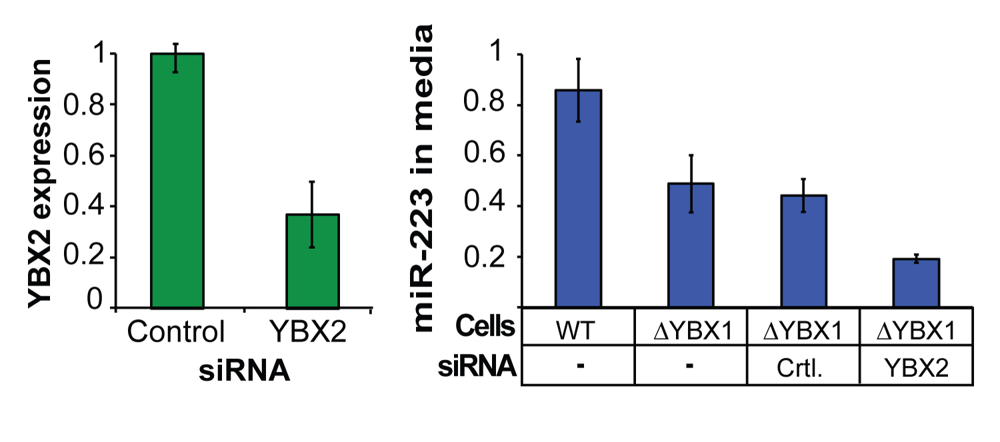 YBX2 expression
1
0.8
0.6
0.4
0.2
0
Control YBX2
siRNA
miR-223 in media
1
0.8
0.6
0.4
0.2
Cells WT ΔYBX1 ΔYBX1 ΔYBX1
siRNA - - Crtl. YBX2